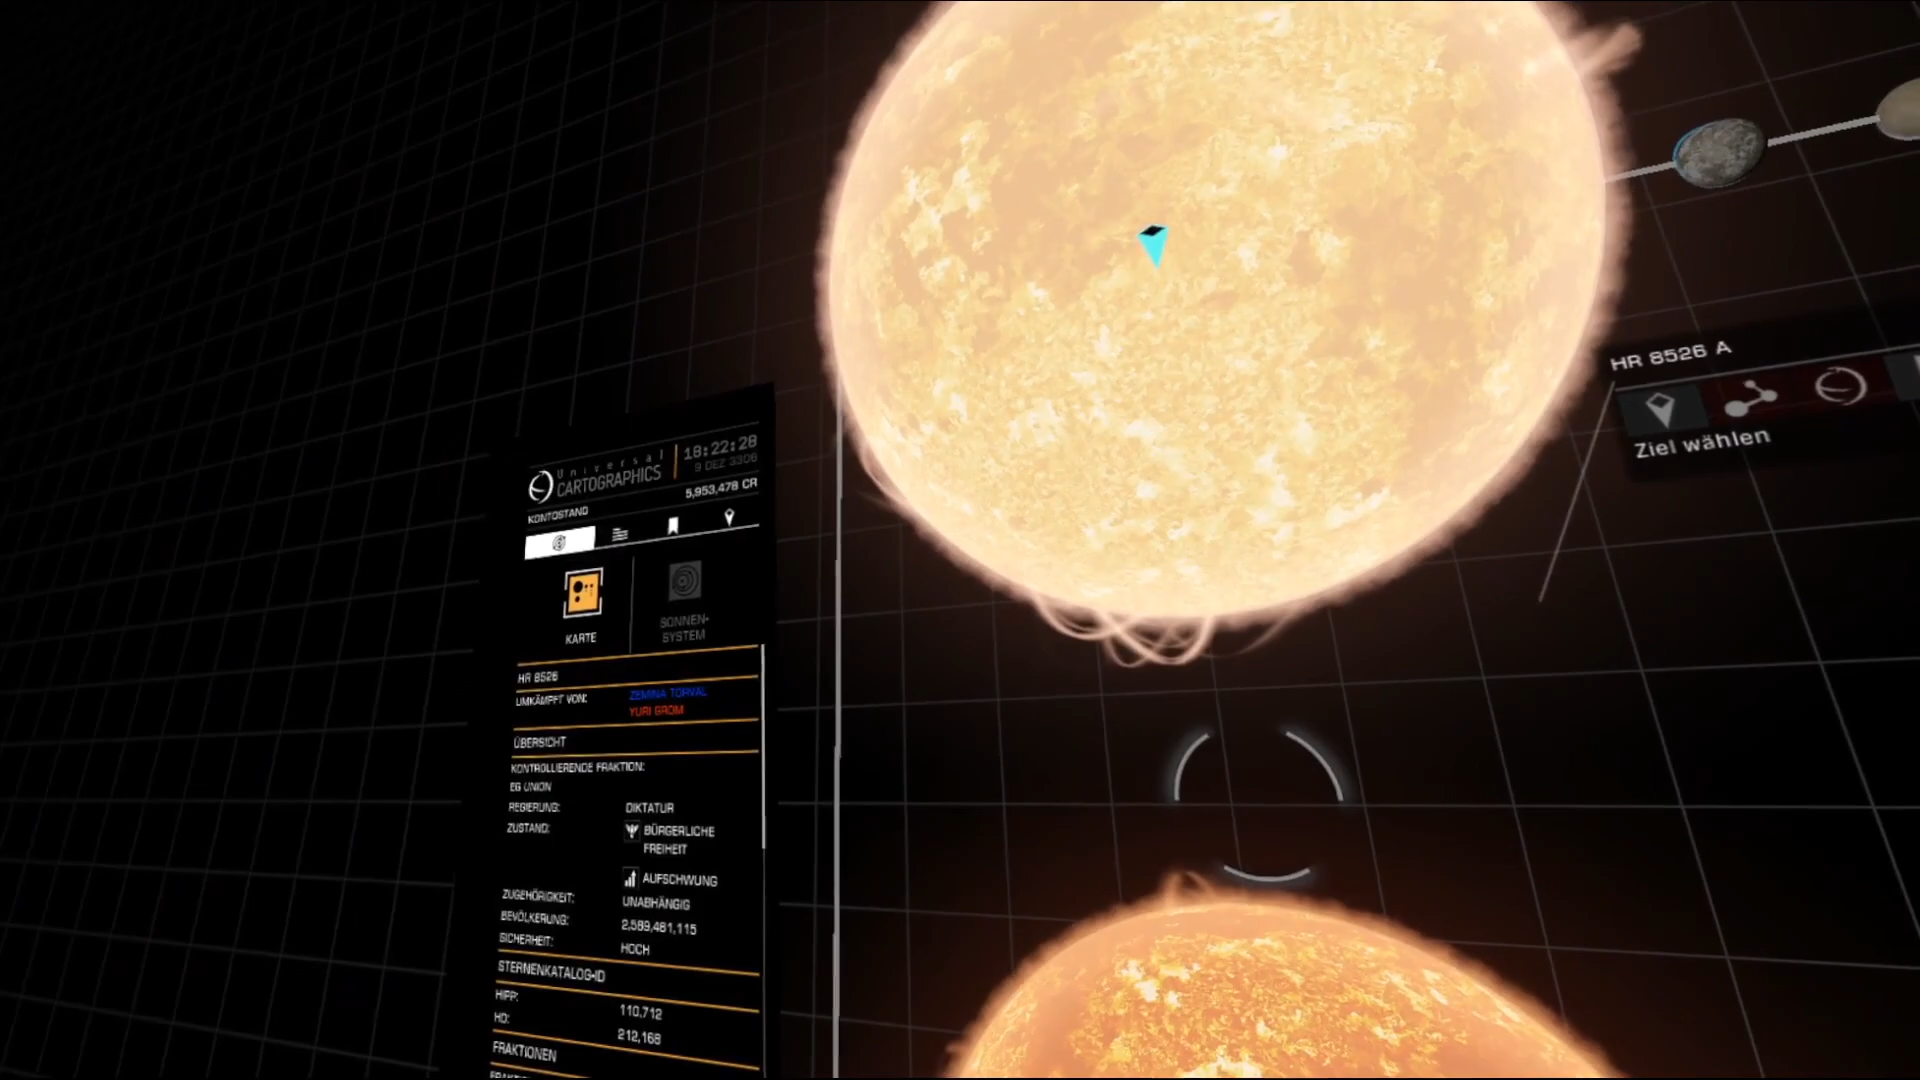 Universal
CARTOGRAPHICS
18:22:28
9 DEZ 3306
KONTOSTAND
5,953,478 CR
KARTE
SONNEN-
SYSTEM
HR 8526
UMKÄMPFT VON:
ZEMINA TORVAL
YURI GROM
ÜBERSICHT
KONTROLLIERENDE FRAKTION:
EG UNION
REGIERUNG:
DIKTATUR
ZUSTAND:
BÜRGERLICHE
FREIHEIT
AUFSCHWUNG
ZUGEHÖRIGKEIT:
UNABHÄNGIG
BEVÖLKERUNG:
2,589,481,115
SICHERHEIT:
HOCH
STERNENKATALOG-ID
HIPP:
110,712
HD:
212,168
FRAKTIONEN
HR 8526 A
Ziel wählen